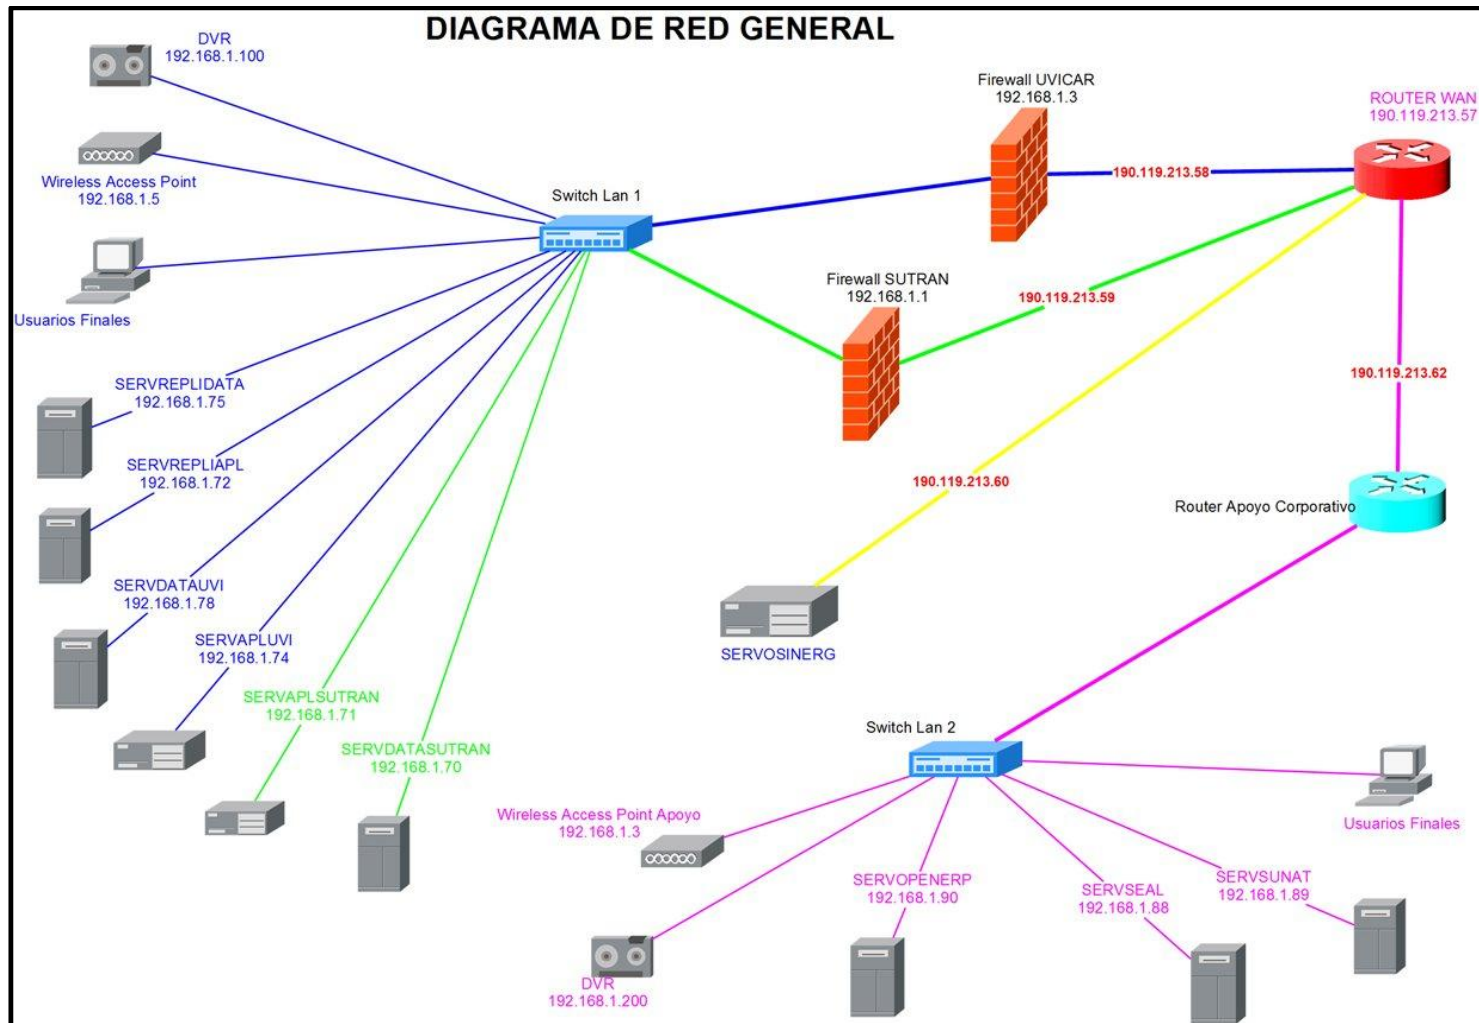 DIAGRAMA DE RED GENERAL
DVR
192.168.1.100
Firewall UVICAR
192.168.1.3
ROUTER WAN
190.119.213.57
Wireless Access Point
192.168.1.5
190.119.213.58
Switch Lan 1
Usuarios Finales
Firewall SUTRAN
192.168.1.1
190.119.213.59
SERVREPLIDATA
192.168.1.75
190.119.213.62
SERVREPLIAPL
192.168.1.72
190.119.213.60
Router Apoyo Corporativo
SERVDATAUVI
192.168.1.78
SERVAPLUVI
192.168.1.74
SERVOSINERG
SERVAPLSUTRAN
192.168.1.71
SERVDATASUTRAN
192.168.1.70
Switch Lan 2
Wireless Access Point Apoyo
192.168.1.3
Usuarios Finales
SERVOPENERP
192.168.1.90
SERVSEAL
192.168.1.88
SERVSUNAT
192.168.1.89
DVR
192.168.1.200